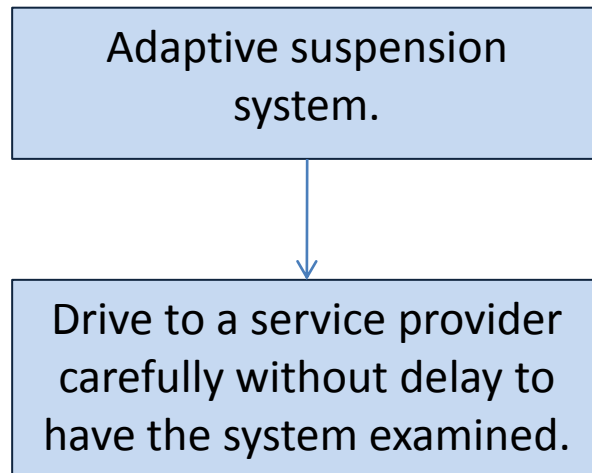 Adaptive suspension
system.
Drive to a service provider
carefully without delay to
have the system examined.